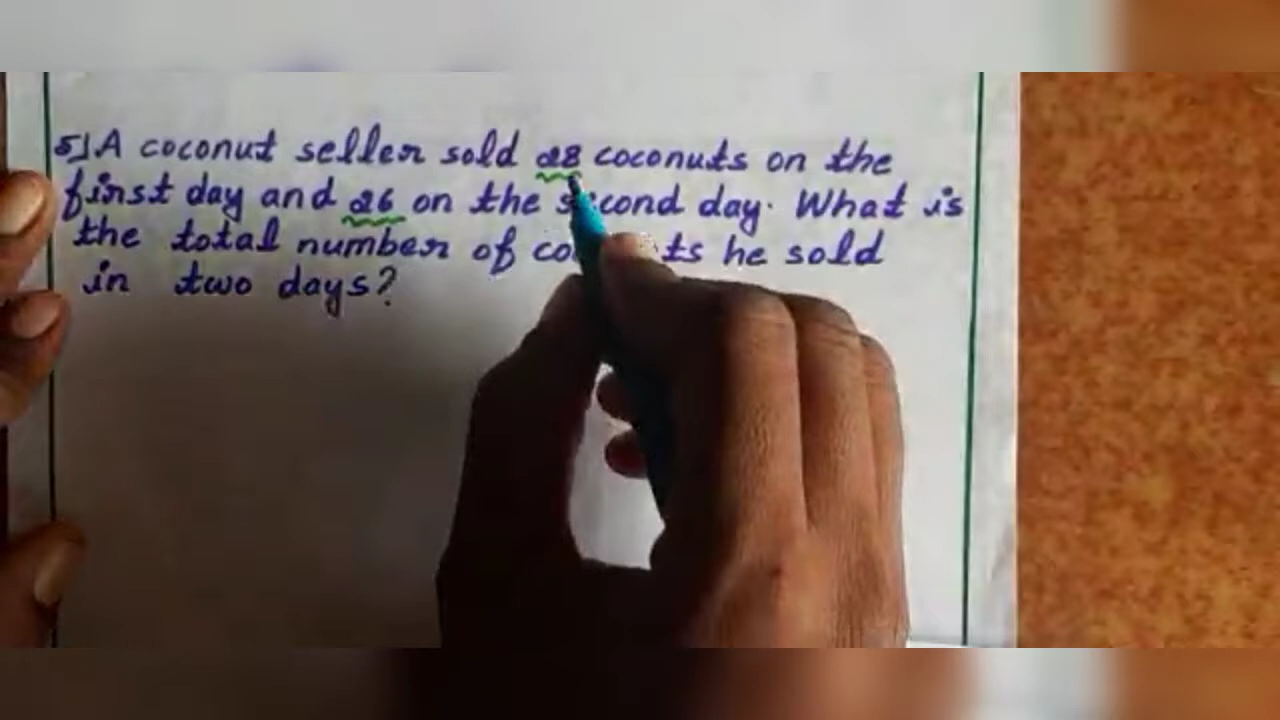 5] A coconut seller sold 28 coconuts on the
first day and 26 on the second day. What is
the total number of he sold
in two days?